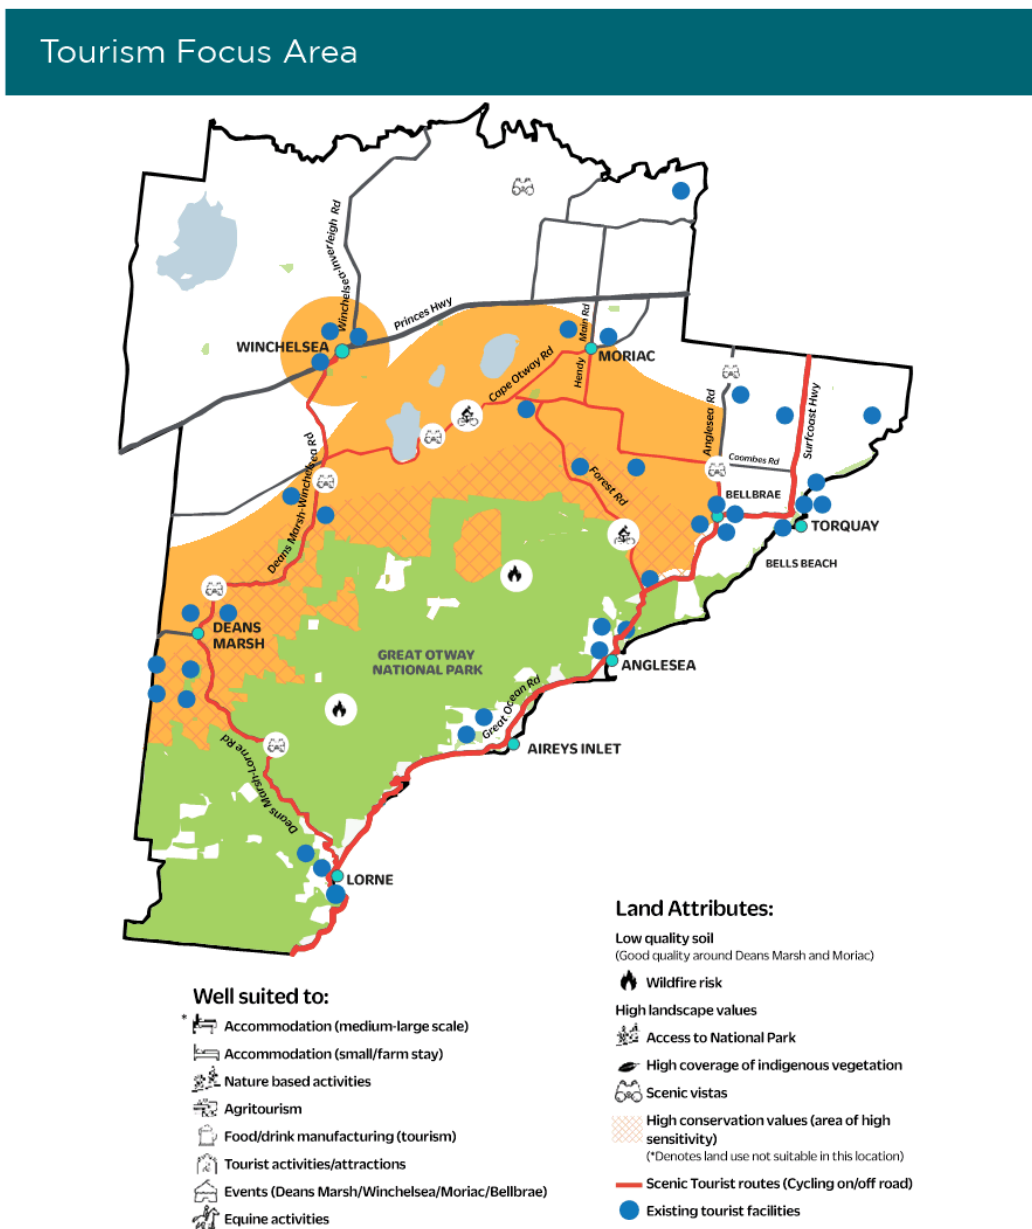 Tourism Focus Area
Winchelsea-Inverleigh Rd
Princes Hwy
WINCHELSEA
Main Rd
Hendy
MORIAC
Cape Otway Rd
Anglesea Rd
Surfcoast Hwy
Coombes Rd
Deans Marsh-Winchelsea Rd
Forest Rd
BELLBRAE
TORQUAY
BELLS BEACH
DEANS
MARSH
GREAT OTWAY
NATIONAL PARK
ANGLESEA
Great Ocean Rd
AIREYS INLET
Deans Marsh-Lorne Rd
LORNE
Well suited to:
* Accommodation (medium-large scale)
Accommodation (small/farm stay)
Nature based activities
Agritourism
Food/drink manufacturing (tourism)
Tourist activities/attractions
Events (Deans Marsh/Winchelsea/Moriac/Bellbrae)
Equine activities
Land Attributes:
Low quality soil
(Good quality around Deans Marsh and Moriac)
Wildfire risk
High landscape values
Access to National Park
High coverage of indigenous vegetation
Scenic vistas
High conservation values (area of high
sensitivity)
(*Denotes land use not suitable in this location)
Scenic Tourist routes (Cycling on/off road)
Existing tourist facilities